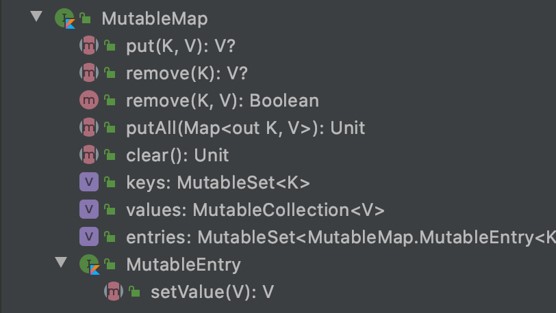 MutableMap
put(K, V): V?
remove(K): V?
remove(K, V): Boolean
putAll(Map<out K, V>): Unit
clear(): Unit
keys: MutableSet<K>
values: MutableCollection<V>
entries: MutableSet<MutableMap.MutableEntry<K
MutableEntry
setValue(V): V